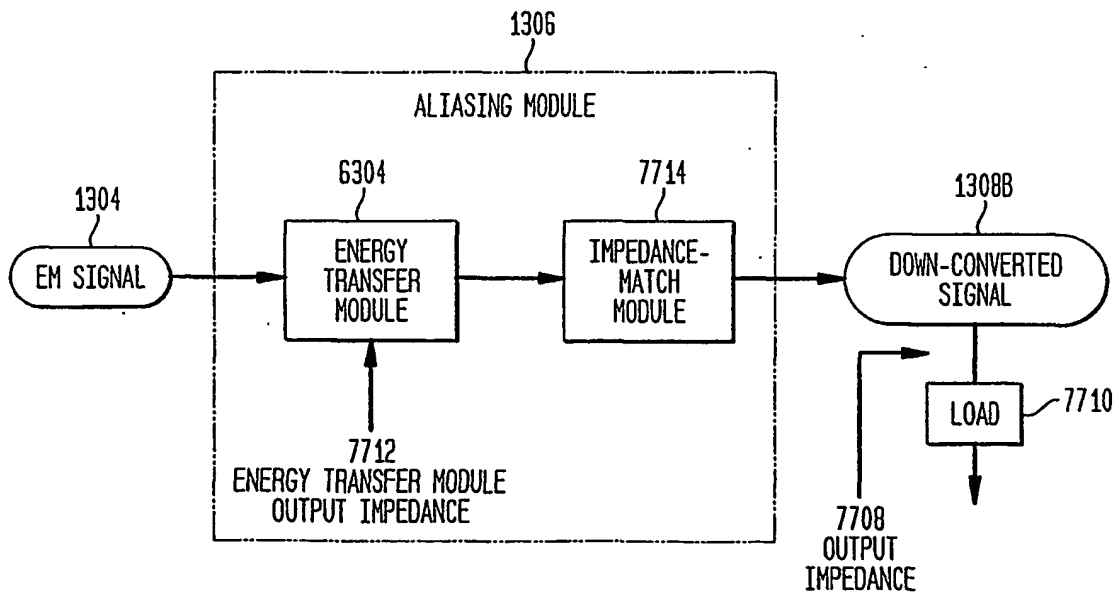 1306
ALIASING MODULE
1304
EM SIGNAL
6304
ENERGY
TRANSFER
MODULE
7714
IMPEDANCE-
MATCH
MODULE
1308B
DOWN-CONVERTED
SIGNAL
7712
ENERGY TRANSFER MODULE
OUTPUT IMPEDANCE
LOAD
7710
7708
OUTPUT
IMPEDANCE